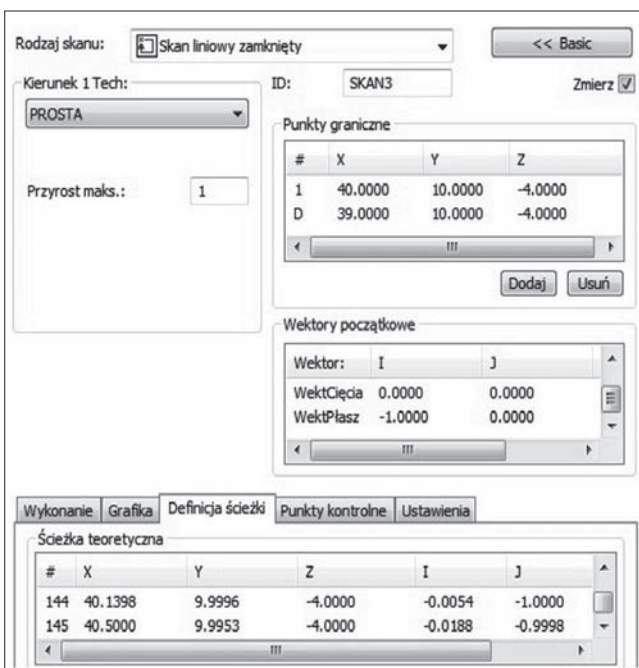 Rodzaj skanu: Skan liniowy zamknięty << Basic
Kierunek 1 Tech: ID: SKAN3 Zmierz
PROSTA
Przyrost maks.: 1
Punkty graniczne
# X Y Z
1 40.0000 10.0000 -4.0000
D 39.0000 10.0000 -4.0000
Dodaj Usuń
Wektory początkowe
Wektor: I J
WektCięcia 0.0000 0.0000
WektPłasz -1.0000 0.0000
Wykonanie Grafika Definicja ścieżki Punkty kontrolne Ustawienia
Ścieżka teoretyczna
# X Y Z I J
144 40.1398 9.9996 -4.0000 -0.0054 -1.0000
145 40.5000 9.9953 -4.0000 -0.0188 -0.9998